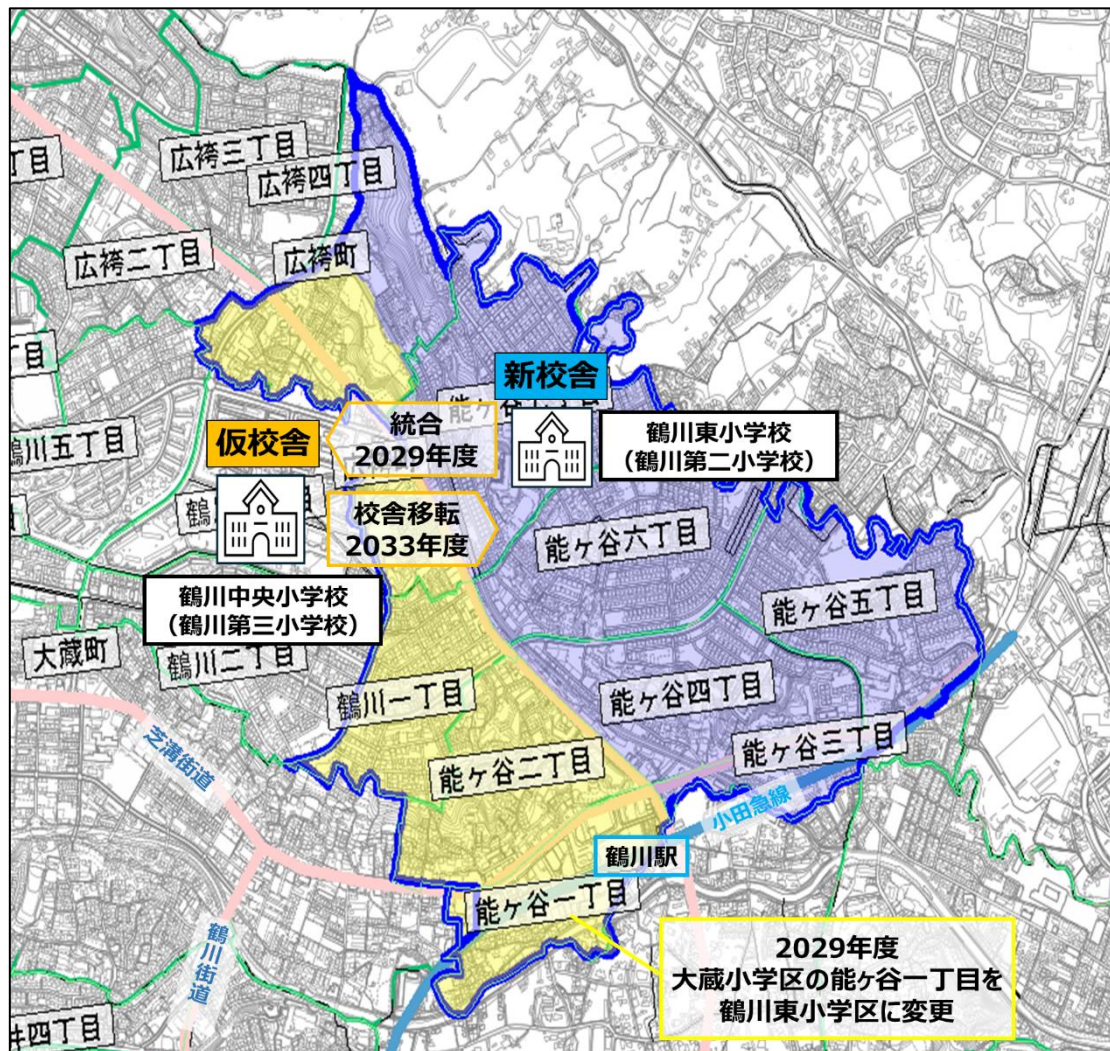 広袴三丁目
広袴四丁目
丁目
広袴二丁目
広袴町
丁目
新校舎
能ヶ谷七丁目
統合
2029年度
鶴川東小学校
（鶴川第二小学校）
仮校舎
鶴川五丁目
校舎移転
2033年度
能ヶ谷六丁目
鶴川中央小学校
（鶴川第三小学校）
能ヶ谷五丁目
大蔵町
鶴川二丁目
鶴川一丁目
能ヶ谷四丁目
能ヶ谷三丁目
能ヶ谷二丁目
芝溝街道
小田急線
鶴川駅
能ヶ谷一丁目
鶴川街道
2029年度
大蔵小学区の能ヶ谷一丁目を
鶴川東小学区に変更
井四丁目